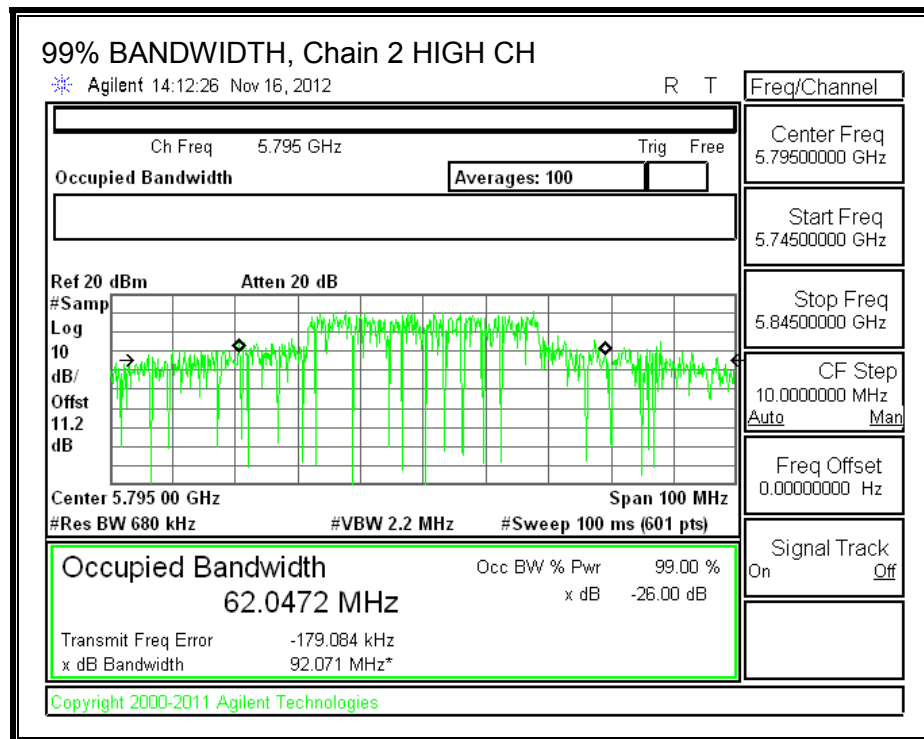 99% BANDWIDTH, Chain 2 HIGH CH
Agilent 14:12:26 Nov 16, 2012 R T
Freq/Channel
Ch Freq 5.795 GHz Trig Free
Occupied Bandwidth Averages: 100
Center Freq
5.79500000 GHz
Start Freq
5.74500000 GHz
Stop Freq
5.84500000 GHz
CF Step
10.0000000 MHz
Auto Man
Freq Offset
0.00000000 Hz
Signal Track
On Off
Ref 20 dBm Atten 20 dB
#Samp
Log
10
dB/
Offst
11.2
dB
Center 5.795 00 GHz Span 100 MHz
#Res BW 680 kHz #VBW 2.2 MHz #Sweep 100 ms (601 pts)
Occupied Bandwidth Occ BW % Pwr 99.00 %
62.0472 MHz x dB -26.00 dB
Transmit Freq Error -179.084 kHz
x dB Bandwidth 92.071 MHz*
Copyright 2000-2011 Agilent Technologies